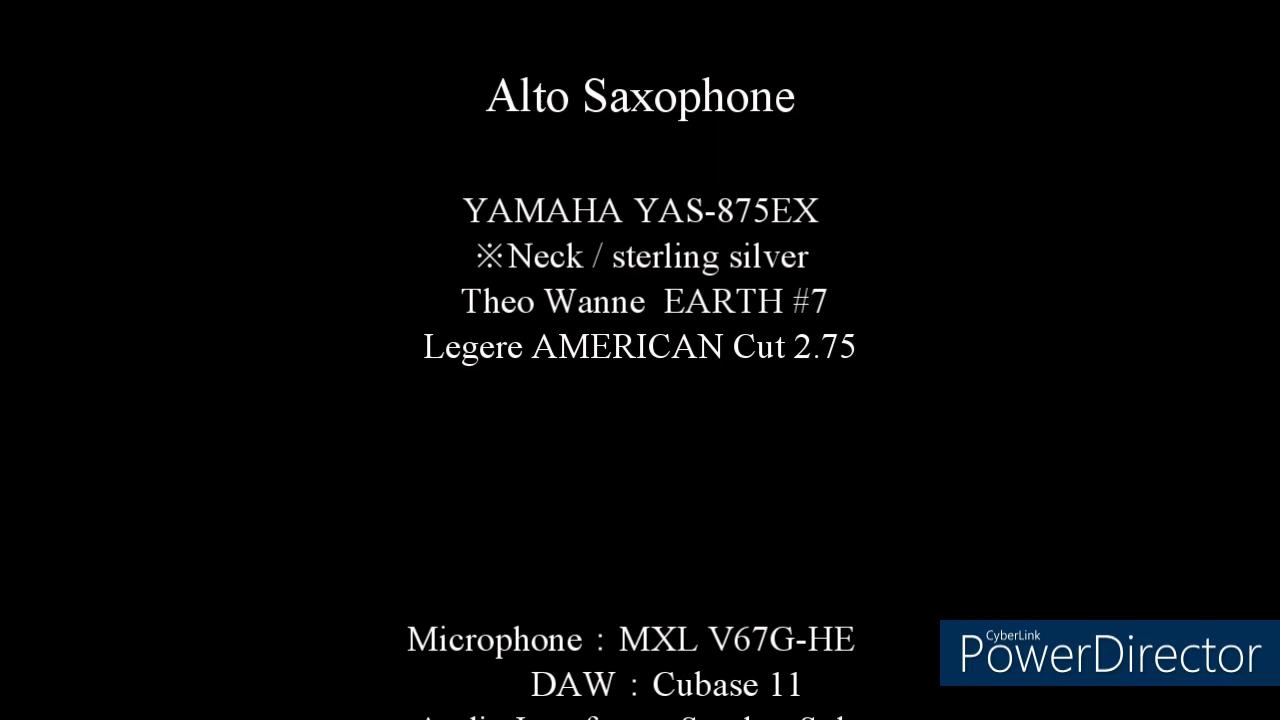 Alto Saxophone
YAMAHA YAS-875EX
※Neck / sterling silver
Theo Wanne  EARTH #7
Legere AMERICAN Cut 2.75
Microphone：MXL V67G-HE
DAW：Cubase 11
CyberLink
PowerDirector